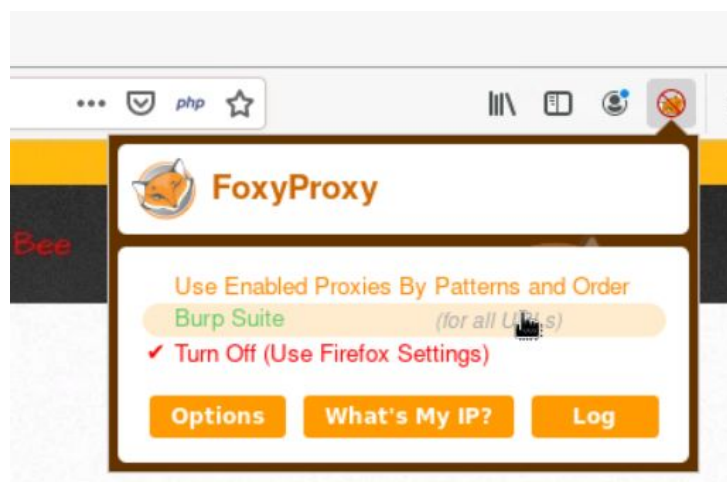 php
FoxyProxy
Bee
Use Enabled Proxies By Patterns and Order
Burp Suite (for all URLs)
✔ Turn Off (Use Firefox Settings)
Options What's My IP? Log